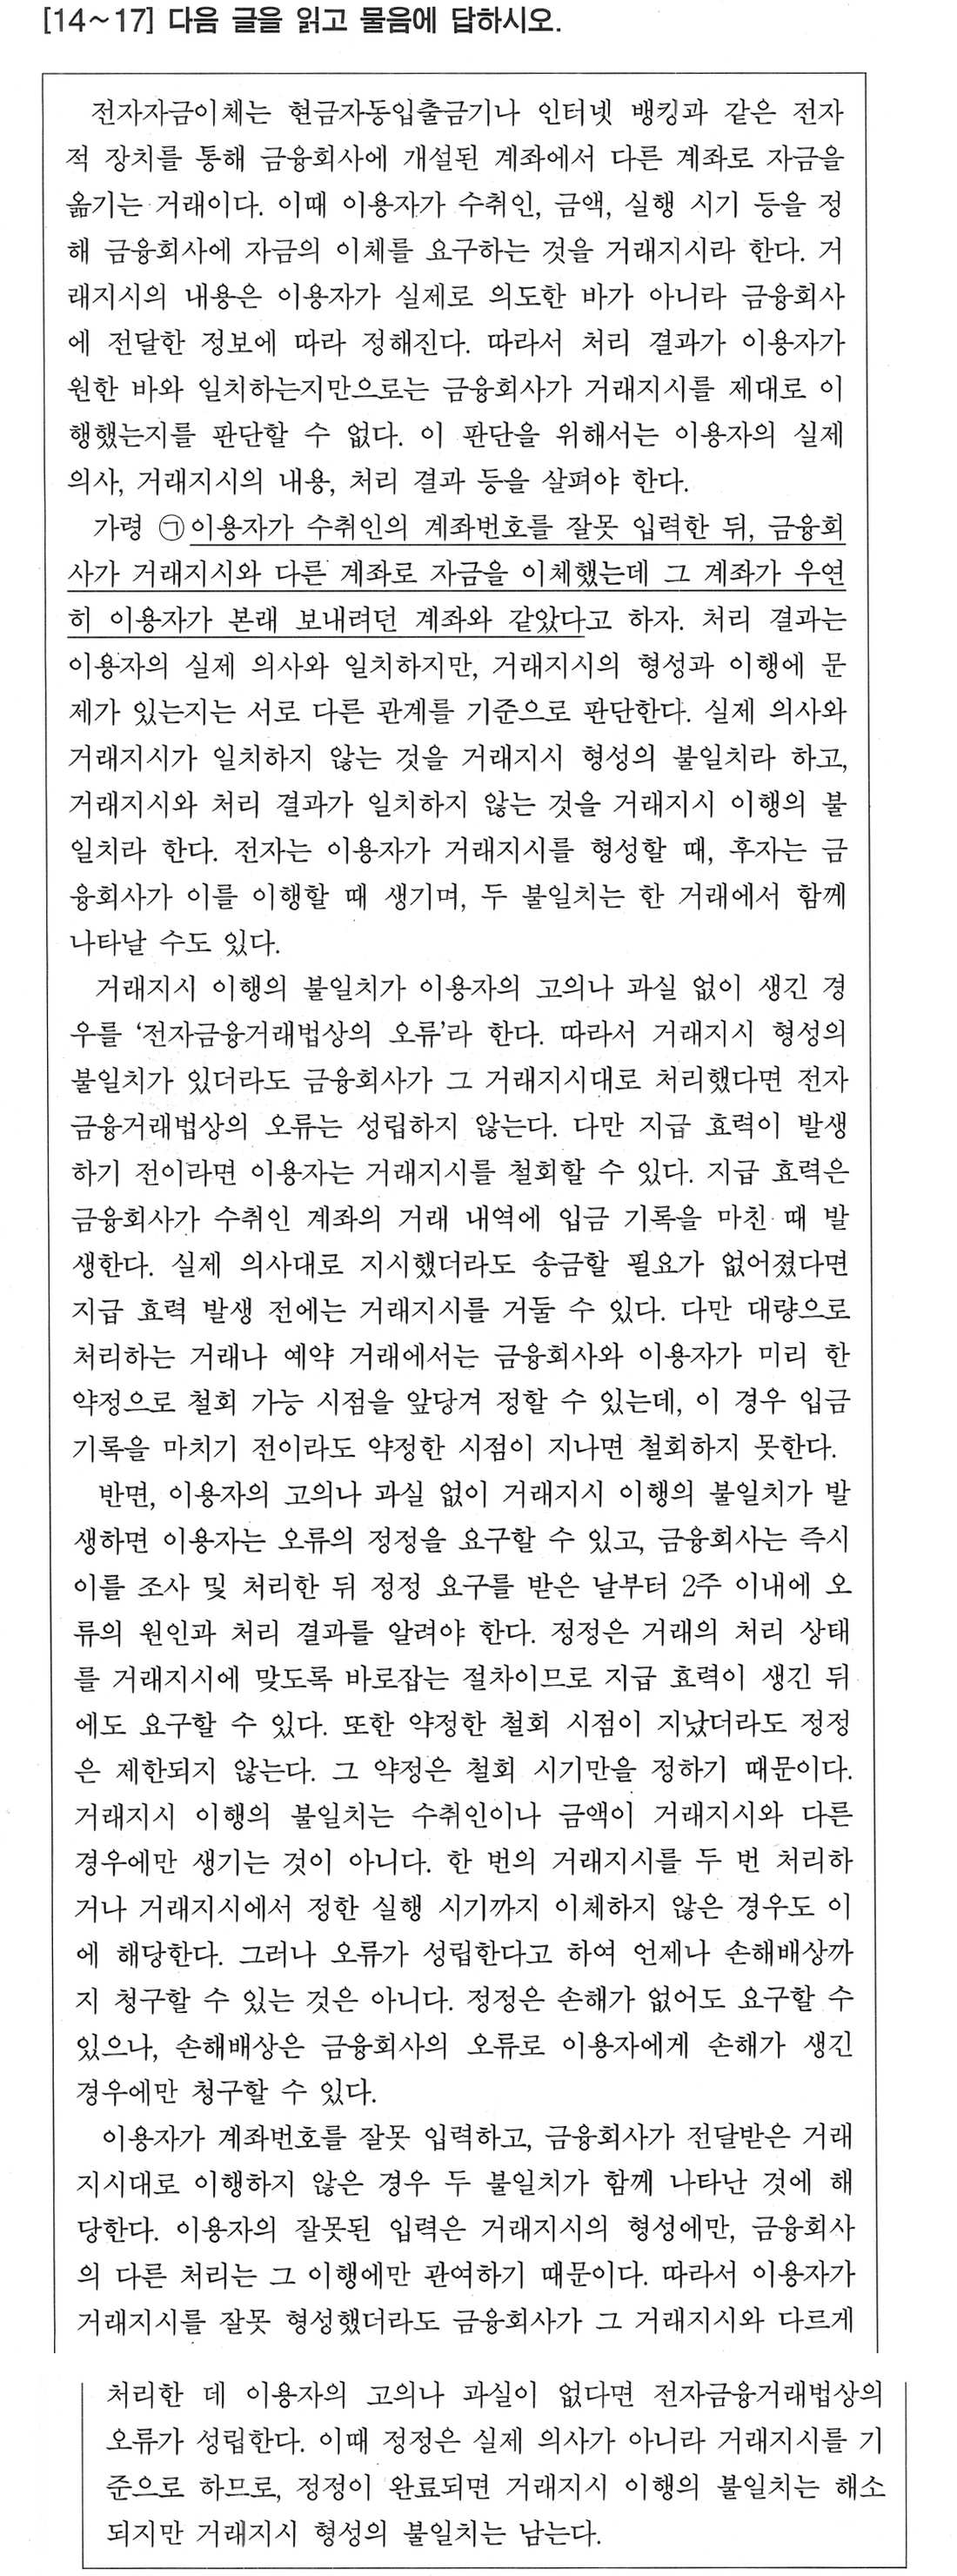 [14～17] 다음 글을 읽고 물음에 답하시오.
전자자금이체는 현금자동입출금기나 인터넷 뱅킹과 같은 전자
적 장치를 통해 금융회사에 개설된 계좌에서 다른 계좌로 자금을
옮기는 거래이다. 이때 이용자가 수취인, 금액, 실행 시기 등을 정
해 금융회사에 자금의 이체를 요구하는 것을 거래지시라 한다. 거
래지시의 내용은 이용자가 실제로 의도한 바가 아니라 금융회사
에 전달한 정보에 따라 정해진다. 따라서 처리 결과가 이용자가
원한 바와 일치하는지만으로는 금융회사가 거래지시를 제대로 이
행했는지를 판단할 수 없다. 이 판단을 위해서는 이용자의 실제
의사, 거래지시의 내용, 처리 결과 등을 살펴야 한다.
가령 ㉠이용자가 수취인의 계좌번호를 잘못 입력한 뒤, 금융회
사가 거래지시와 다른 계좌로 자금을 이체했는데 그 계좌가 우연
히 이용자가 본래 보내려던 계좌와 같았다고 하자. 처리 결과는
이용자의 실제 의사와 일치하지만, 거래지시의 형성과 이행에 문
제가 있는지는 서로 다른 관계를 기준으로 판단한다. 실제 의사와
거래지시가 일치하지 않는 것을 거래지시 형성의 불일치라 하고,
거래지시와 처리 결과가 일치하지 않는 것을 거래지시 이행의 불
일치라 한다. 전자는 이용자가 거래지시를 형성할 때, 후자는 금
융회사가 이를 이행할 때 생기며, 두 불일치는 한 거래에서 함께
나타날 수도 있다.
거래지시 이행의 불일치가 이용자의 고의나 과실 없이 생긴 경
우를 ‘전자금융거래법상의 오류’라 한다. 따라서 거래지시 형성의
불일치가 있더라도 금융회사가 그 거래지시대로 처리했다면 전자
금융거래법상의 오류는 성립하지 않는다. 다만 지급 효력이 발생
하기 전이라면 이용자는 거래지시를 철회할 수 있다. 지급 효력은
금융회사가 수취인 계좌의 거래 내역에 입금 기록을 마친 때 발
생한다. 실제 의사대로 지시했더라도 송금할 필요가 없어졌다면
지급 효력 발생 전에는 거래지시를 거둘 수 있다. 다만 대량으로
처리하는 거래나 예약 거래에서는 금융회사와 이용자가 미리 한
약정으로 철회 가능 시점을 앞당겨 정할 수 있는데, 이 경우 입금
기록을 마치기 전이라도 약정한 시점이 지나면 철회하지 못한다.
반면, 이용자의 고의나 과실 없이 거래지시 이행의 불일치가 발
생하면 이용자는 오류의 정정을 요구할 수 있고, 금융회사는 즉시
이를 조사 및 처리한 뒤 정정 요구를 받은 날부터 2주 이내에 오
류의 원인과 처리 결과를 알려야 한다. 정정은 거래의 처리 상태
를 거래지시에 맞도록 바로잡는 절차이므로 지급 효력이 생긴 뒤
에도 요구할 수 있다. 또한 약정한 철회 시점이 지났더라도 정정
은 제한되지 않는다. 그 약정은 철회 시기만을 정하기 때문이다.
거래지시 이행의 불일치는 수취인이나 금액이 거래지시와 다른
경우에만 생기는 것이 아니다. 한 번의 거래지시를 두 번 처리하
거나 거래지시에서 정한 실행 시기까지 이체하지 않은 경우도 이
에 해당한다. 그러나 오류가 성립한다고 하여 언제나 손해배상까
지 청구할 수 있는 것은 아니다. 정정은 손해가 없어도 요구할 수
있으나, 손해배상은 금융회사의 오류로 이용자에게 손해가 생긴
경우에만 청구할 수 있다.
이용자가 계좌번호를 잘못 입력하고, 금융회사가 전달받은 거래
지시대로 이행하지 않은 경우 두 불일치가 함께 나타난 것에 해
당한다. 이용자의 잘못된 입력은 거래지시의 형성에만, 금융회사
의 다른 처리는 그 이행에만 관여하기 때문이다. 따라서 이용자가
거래지시를 잘못 형성했더라도 금융회사가 그 거래지시와 다르게
처리한 데 이용자의 고의나 과실이 없다면 전자금융거래법상의
오류가 성립한다. 이때 정정은 실제 의사가 아니라 거래지시를 기
준으로 하므로, 정정이 완료되면 거래지시 이행의 불일치는 해소
되지만 거래지시 형성의 불일치는 남는다.